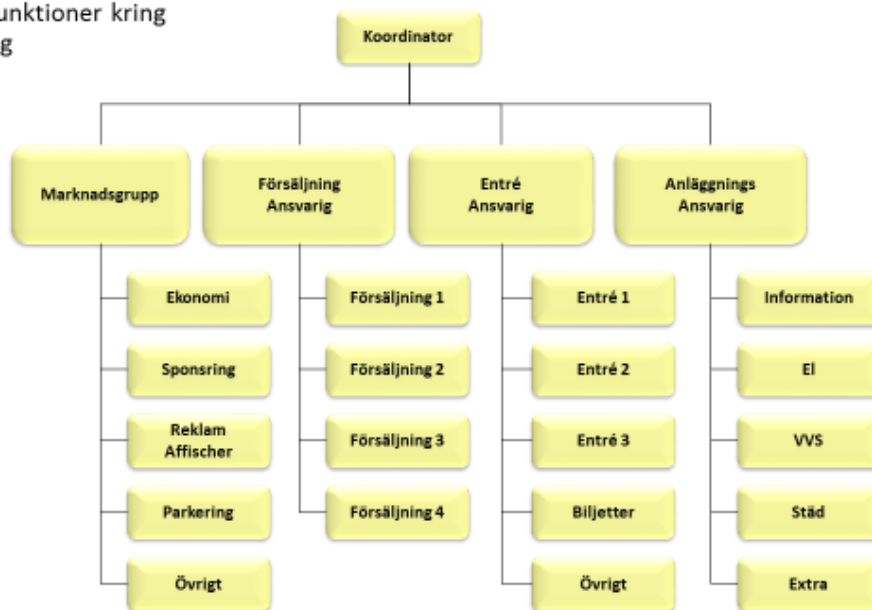 unktioner kring
g
Koordinator
Marknadsgrupp
Försäljning
Ansvarig
Entré
Ansvarig
Anläggnings
Ansvarig
Ekonomi
Försäljning 1
Entré 1
Information
Sponsring
Försäljning 2
Entré 2
El
Reklam
Affischer
Försäljning 3
Entré 3
VVS
Parkering
Försäljning 4
Biljetter
Städ
Övrigt
Övrigt
Extra